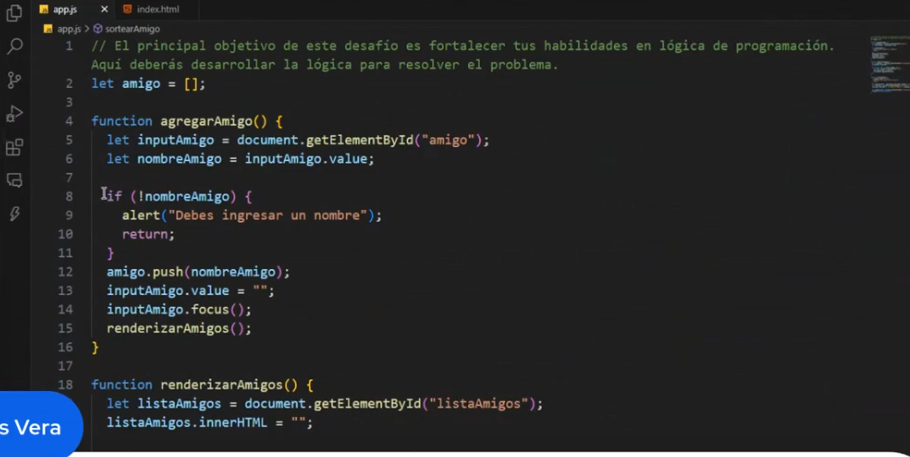 app.js
index.html
app.js > sortearAmigo
1 // El principal objetivo de este desafío es fortalecer tus habilidades en lógica de programación.
Aquí deberás desarrollar la lógica para resolver el problema.
2 let amigo = [];
3
4 function agregarAmigo() {
5 let inputAmigo = document.getElementById("amigo");
6 let nombreAmigo = inputAmigo.value;
7
8 if (!nombreAmigo) {
9 alert("Debes ingresar un nombre");
10 return;
11 }
12 amigo.push(nombreAmigo);
13 inputAmigo.value = "";
14 inputAmigo.focus();
15 renderizarAmigos();
16 }
17
18 function renderizarAmigos() {
let listaAmigos = document.getElementById("listaAmigos");
listaAmigos.innerHTML = "";
s Vera